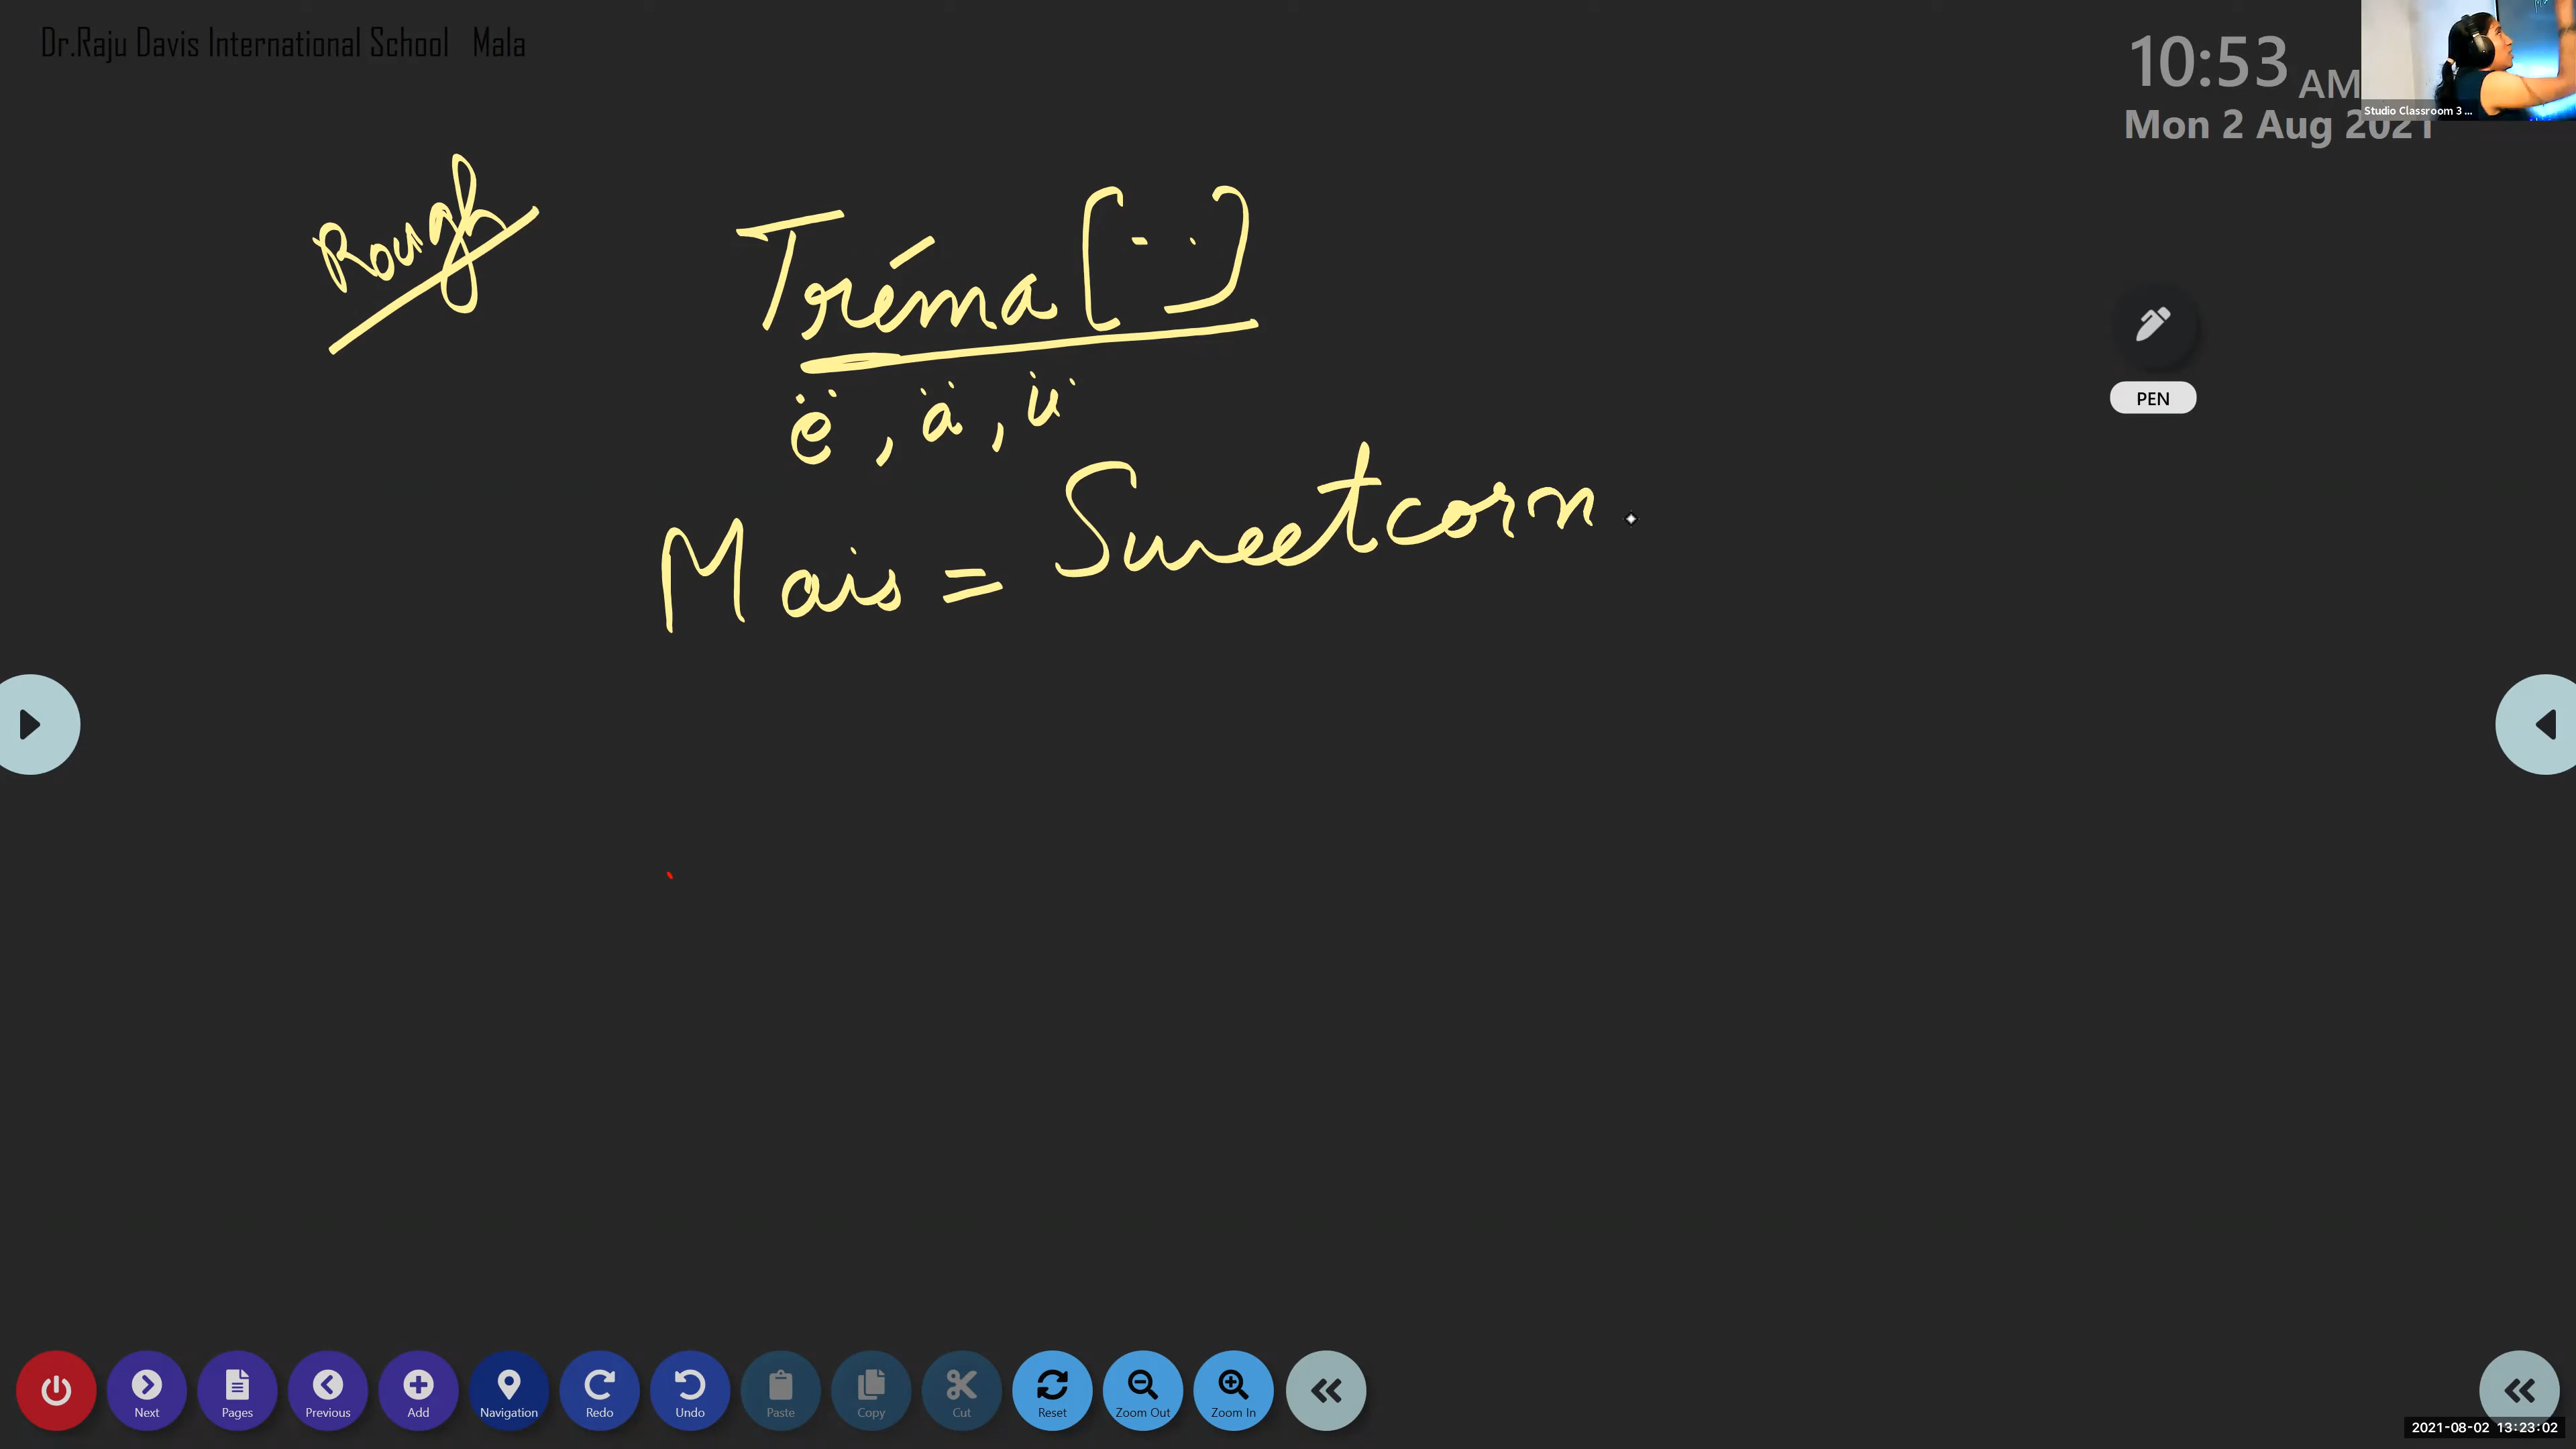 Dr.Raju Davis International School Mala
10:53 AM
Mon 2 Aug 2021
Studio Classroom 3 ...
Rough
Tréma [¨]
ë, ä, ü
Mais = Sweetcorn.
PEN
Next
Pages
Previous
Add
Navigation
Redo
Undo
Paste
Copy
Cut
Reset
Zoom Out
Zoom In
2021-08-02 13:23:02